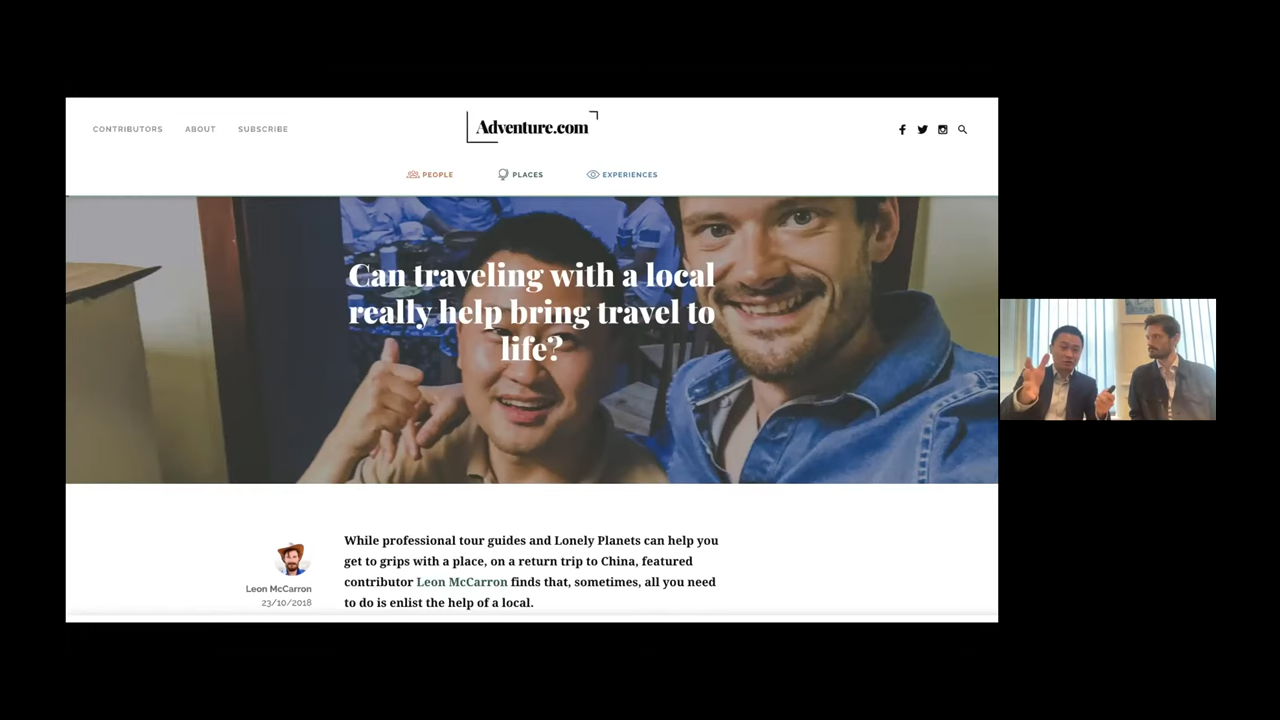 CONTRIBUTORS ABOUT SUBSCRIBE
Adventure.com
PEOPLE PLACES EXPERIENCES
Can traveling with a local
really help bring travel to
life?
While professional tour guides and Lonely Planets can help you
get to grips with a place, on a return trip to China, featured
contributor Leon McCarron finds that, sometimes, all you need
to do is enlist the help of a local.
Leon McCarron
23/10/2018